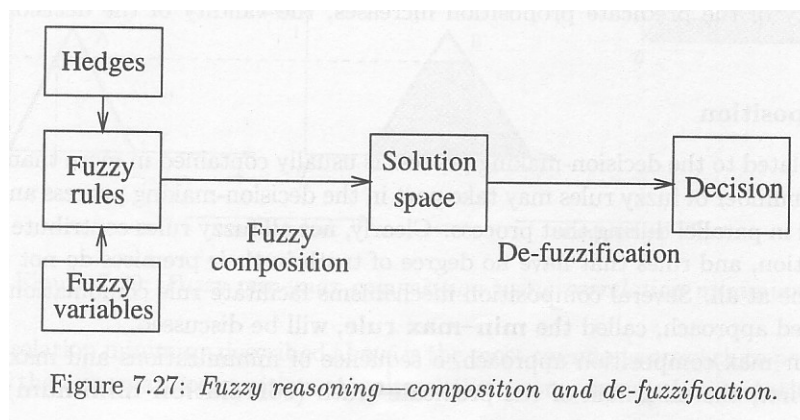 Hedges
Fuzzy
rules
Fuzzy
variables
Fuzzy
composition
Solution
space
De-fuzzification
Decision
Figure 7.27: Fuzzy reasoning—composition and de-fuzzification.